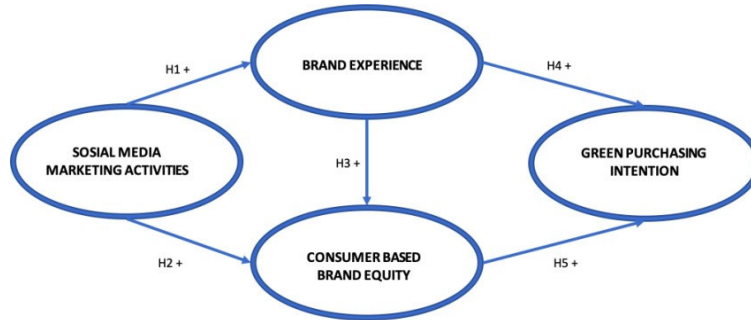 BRAND EXPERIENCE
H1 +
H4 +
SOSIAL MEDIA
MARKETING ACTIVITIES
H3 +
GREEN PURCHASING
INTENTION
H2 +
CONSUMER BASED
BRAND EQUITY
H5 +